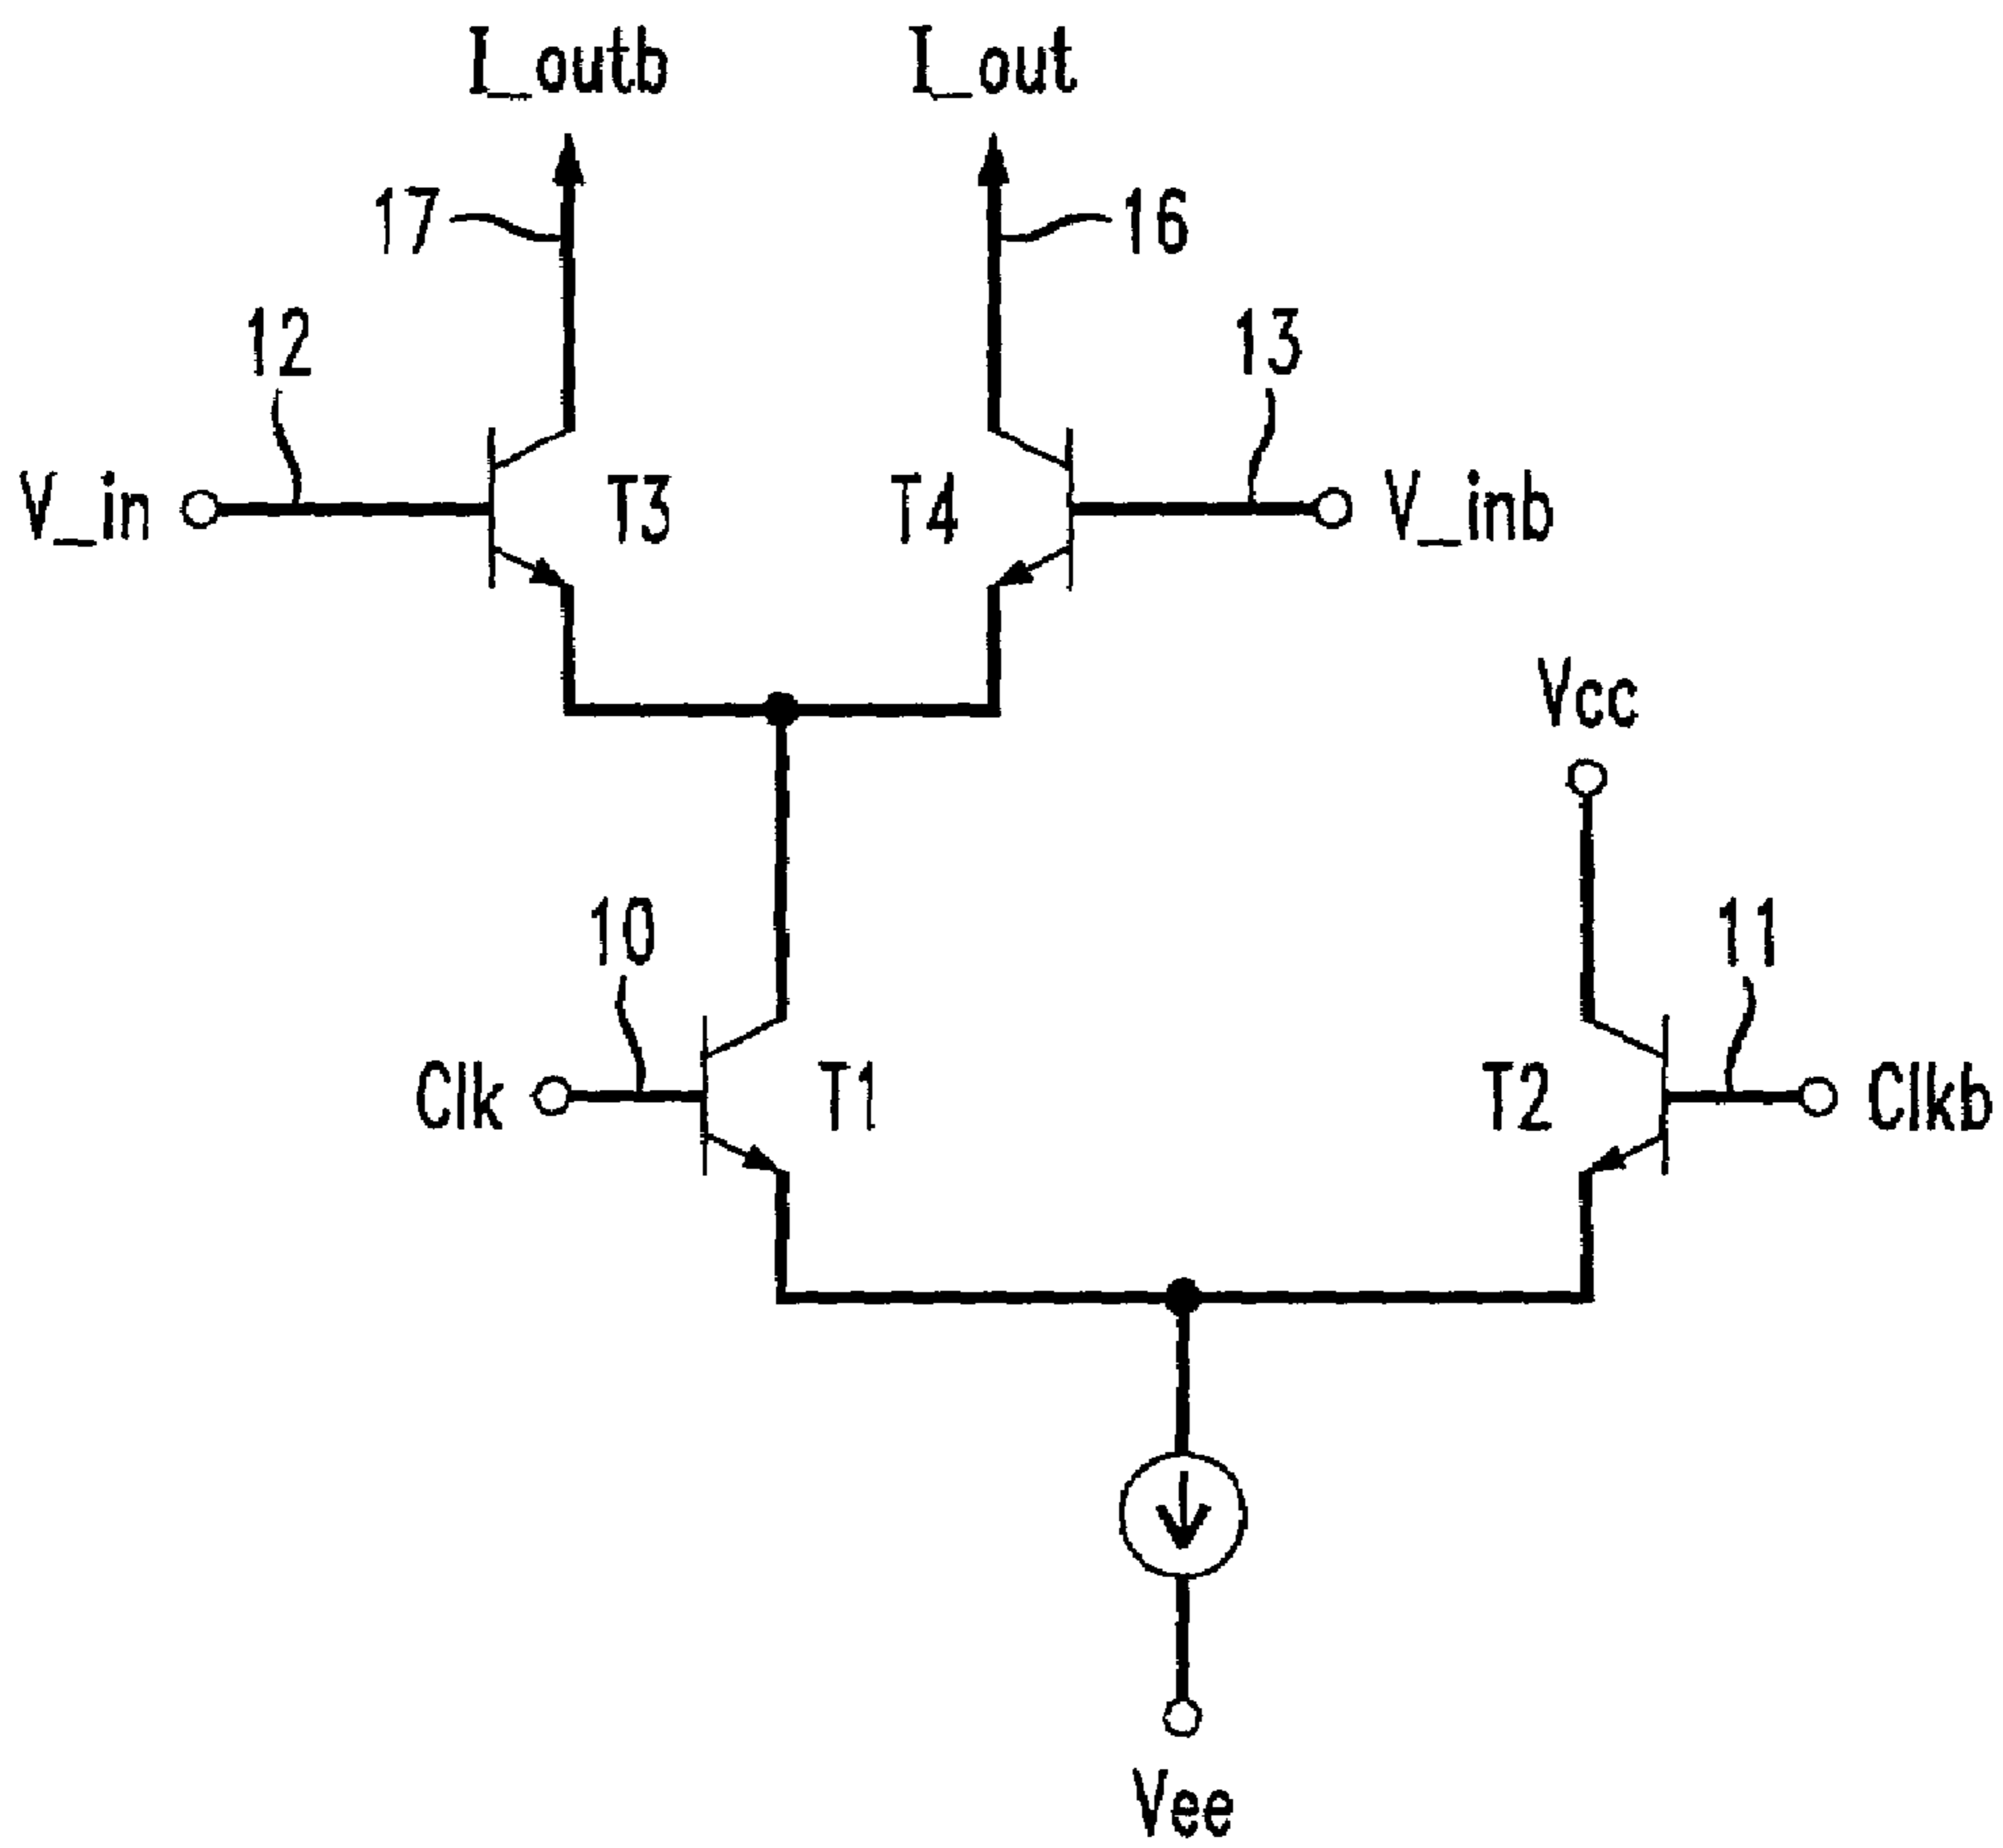 I_outb
I_out
17
16
12
13
V_in
T3
T4
V_inb
Vcc
10
11
Clk
T1
T2
Clkb
Vee